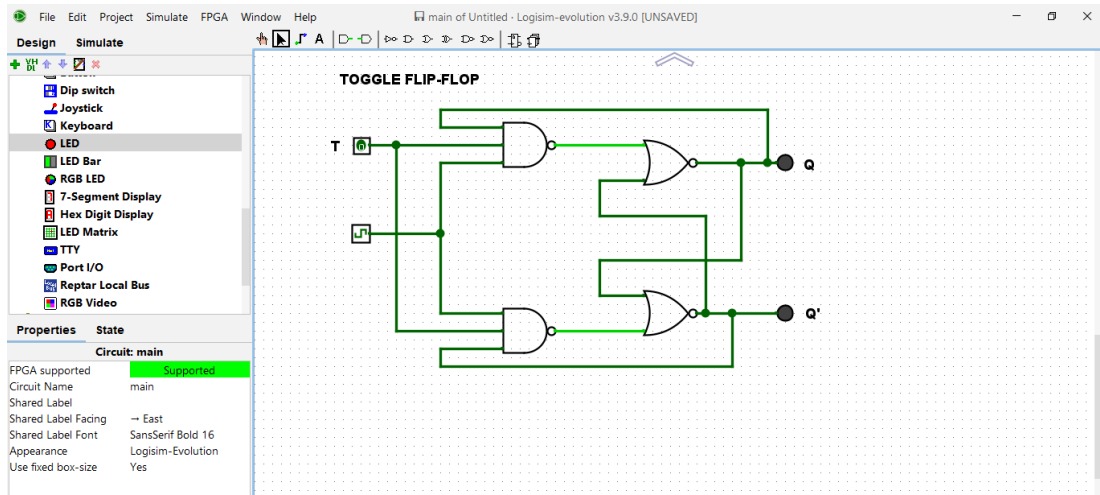 main of Untitled · Logisim-evolution v3.9.0 [UNSAVED]
File Edit Project Simulate FPGA Window Help
Design Simulate
A
Dip switch
Joystick
Keyboard
LED
LED Bar
RGB LED
7-Segment Display
Hex Digit Display
LED Matrix
TTY
Port I/O
Reptar Local Bus
RGB Video
Properties State
Circuit: main
FPGA supported Supported
Circuit Name main
Shared Label
Shared Label Facing → East
Shared Label Font SansSerif Bold 16
Appearance Logisim-Evolution
Use fixed box-size Yes
TOGGLE FLIP-FLOP
T 0
Q
Q'